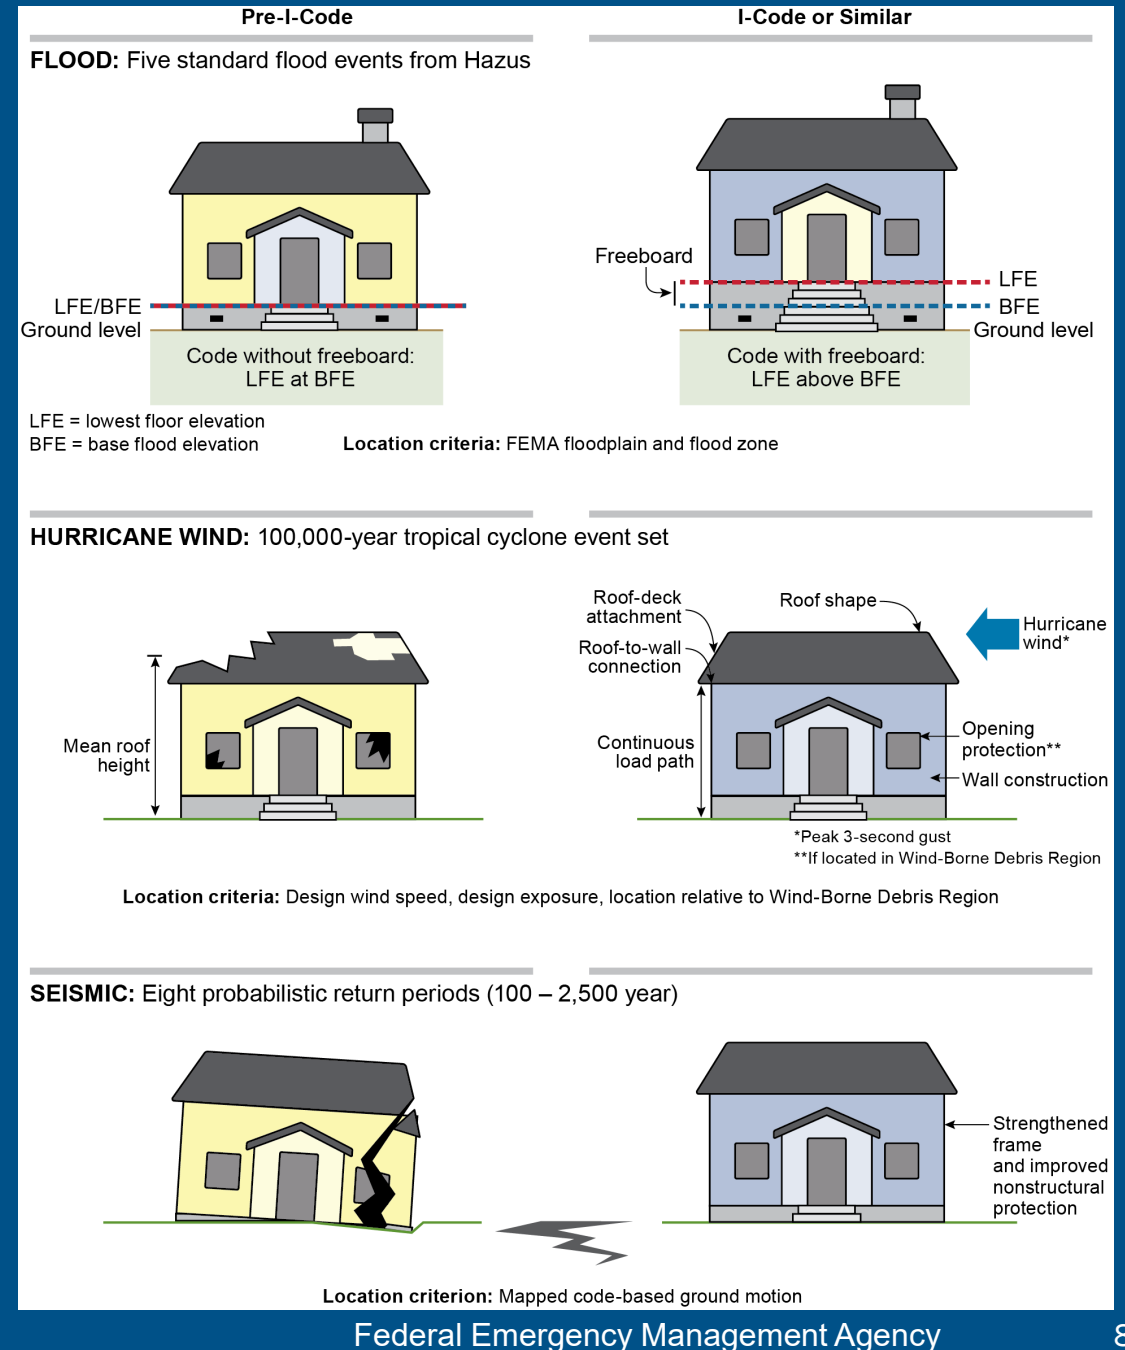 Pre-I-Code
I-Code or Similar
FLOOD: Five standard flood events from Hazus
Freeboard
LFE
BFE
Ground level
LFE/BFE
Ground level
Code without freeboard:
LFE at BFE
Code with freeboard:
LFE above BFE
LFE = lowest floor elevation
BFE = base flood elevation
Location criteria: FEMA floodplain and flood zone
HURRICANE WIND: 100,000-year tropical cyclone event set
Mean roof
height
Roof-deck
attachment
Roof shape
Roof-to-wall
connection
Hurricane
wind*
Continuous
load path
Opening
protection**
Wall construction
*Peak 3-second gust
**If located in Wind-Borne Debris Region
Location criteria: Design wind speed, design exposure, location relative to Wind-Borne Debris Region
SEISMIC: Eight probabilistic return periods (100 – 2,500 year)
Strengthened
frame
and improved
nonstructural
protection
Location criterion: Mapped code-based ground motion
Federal Emergency Management Agency
8